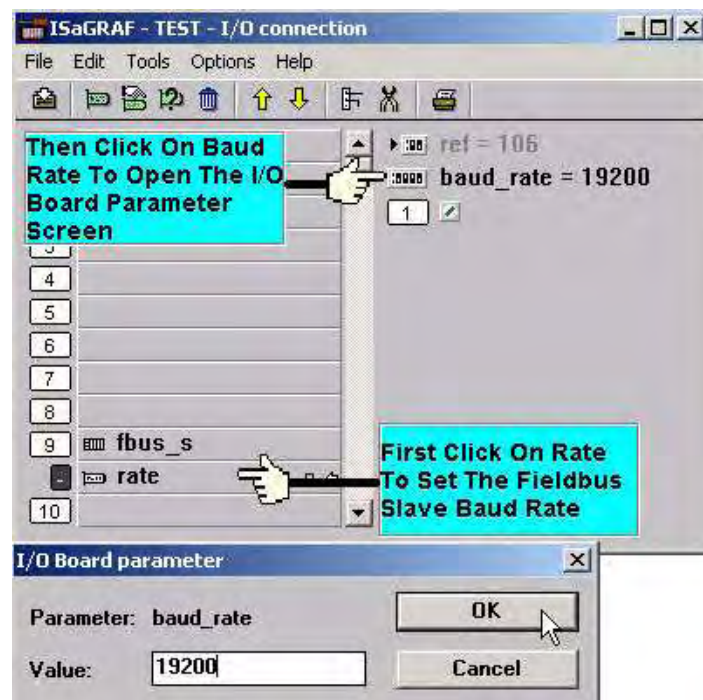 ISaGRAF - TEST - I/O connection
File Edit Tools Options Help
Then Click On Baud
Rate To Open The I/O
Board Parameter
Screen
ref = 106
baud_rate = 19200
1
3
4
5
6
7
8
9 fbus_s
rate
10
First Click On Rate
To Set The Fieldbus
Slave Baud Rate
I/O Board parameter
Parameter: baud_rate
OK
Value: 19200
Cancel